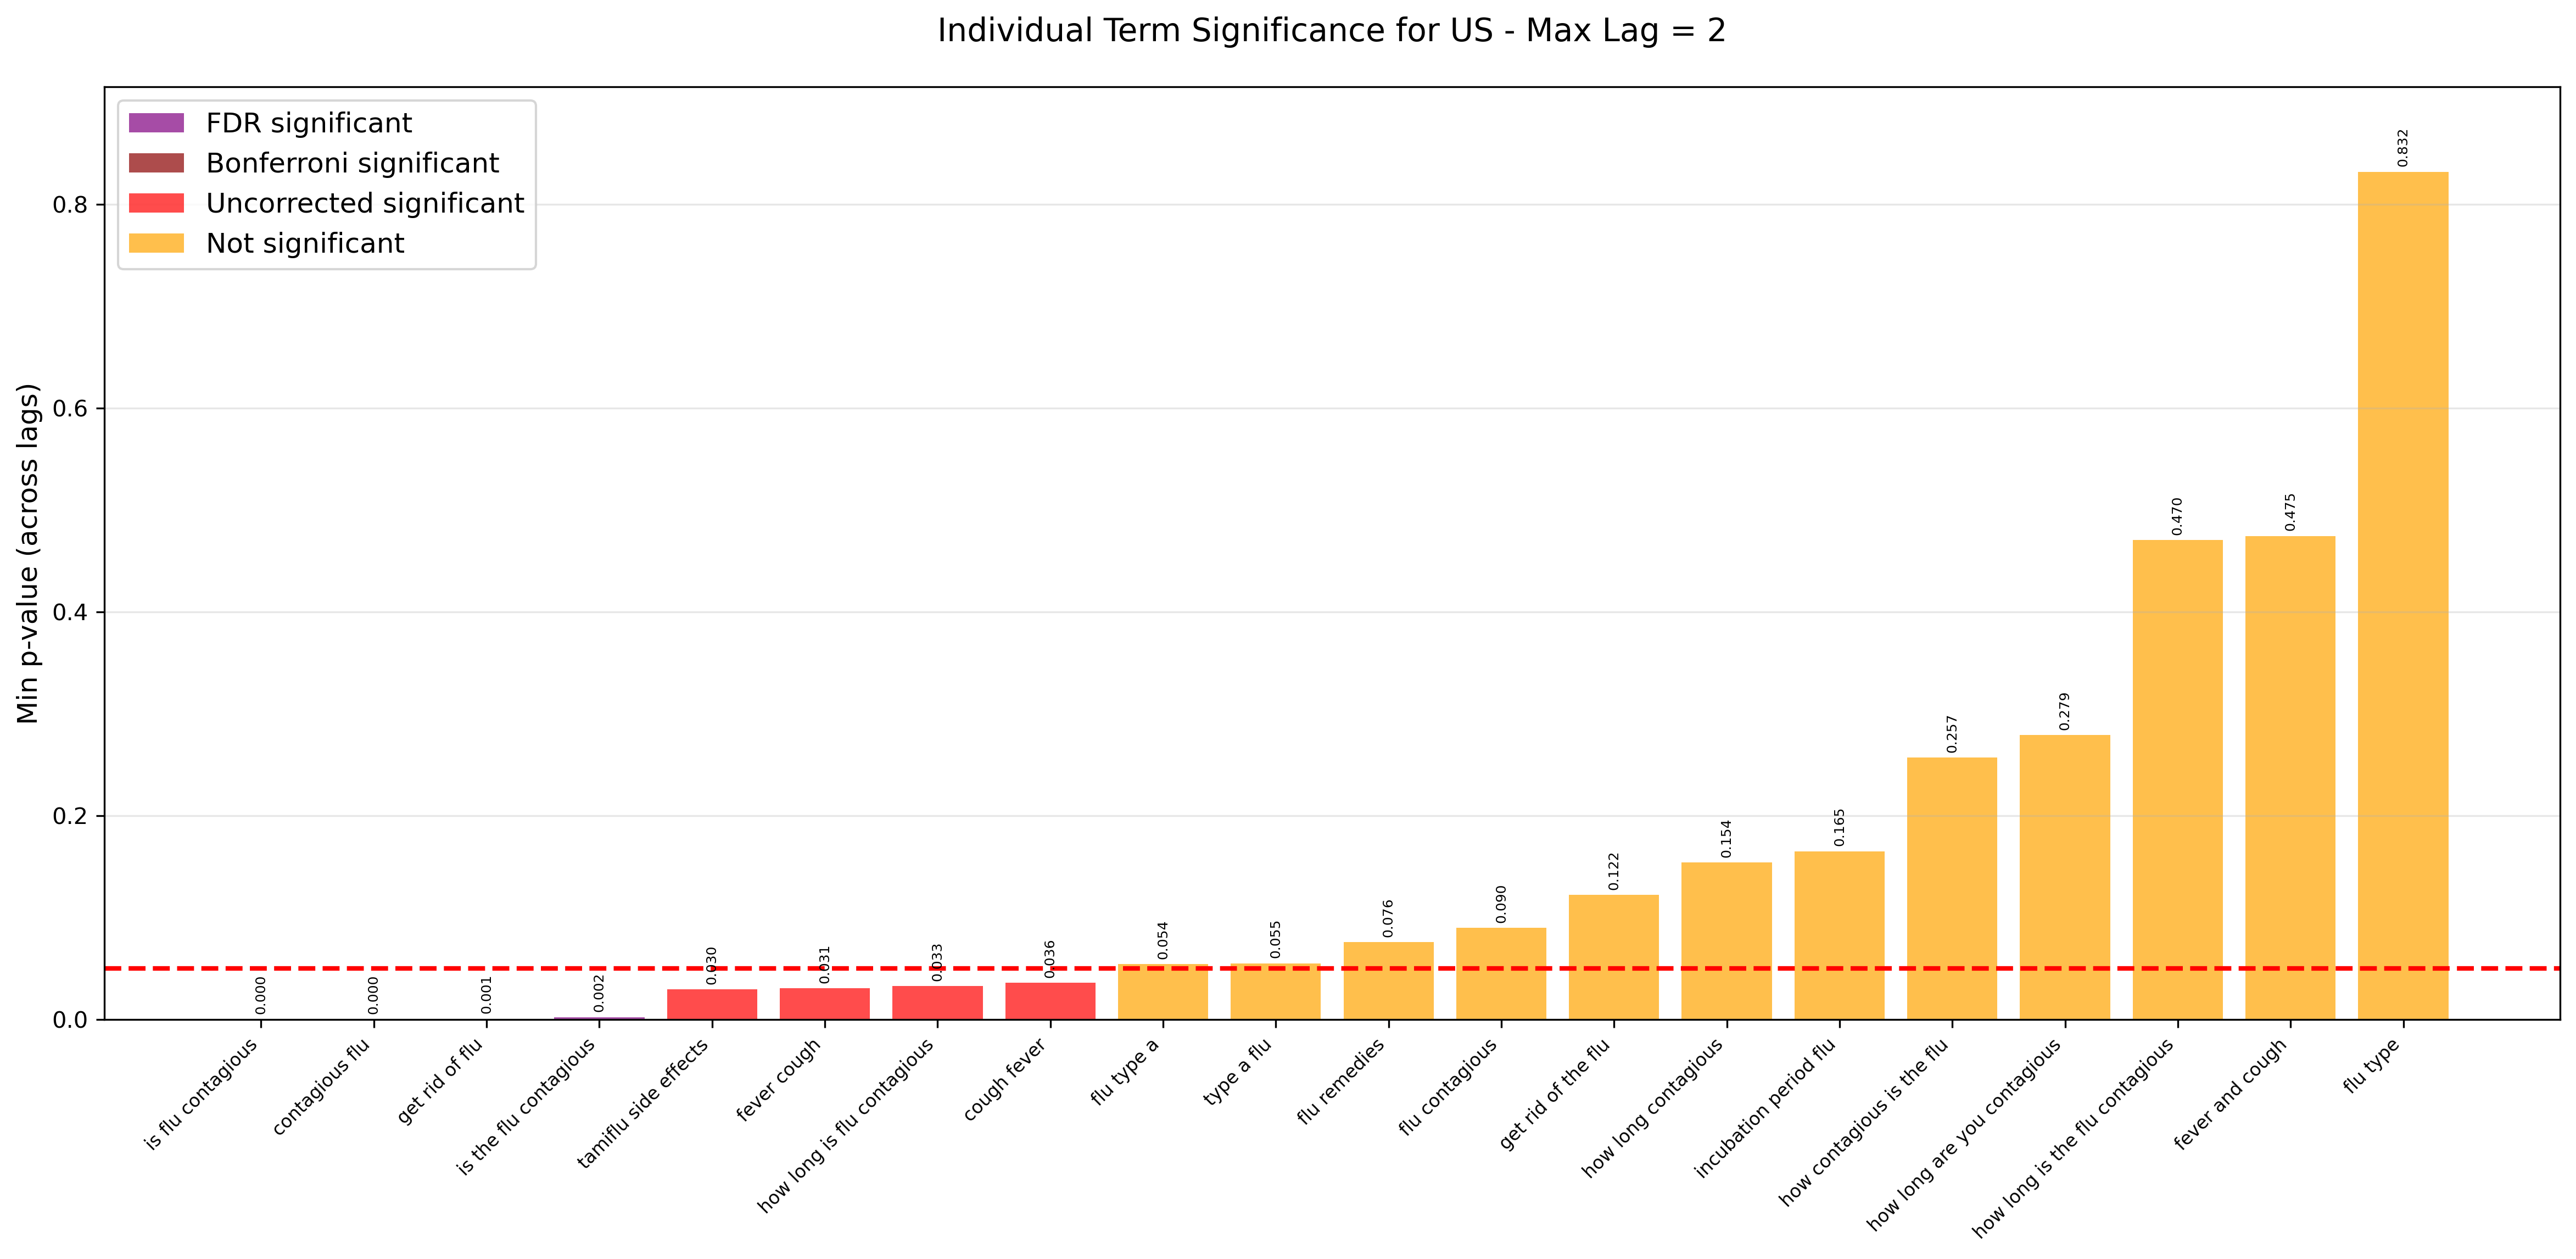 Individual Term Significance for US - Max Lag = 2
FDR significant
Bonferroni significant
Uncorrected significant
Not significant
Min p-value (across lags)
0.8
0.6
0.4
0.2
0.0
0.000
0.000
0.001
0.002
0.030
0.031
0.033
0.036
0.054
0.055
0.076
0.090
0.122
0.154
0.165
0.257
0.279
0.470
0.475
0.832
is flu contagious
contagious flu
get rid of flu
is the flu contagious
tamiflu side effects
fever cough
how long is flu contagious
cough fever
flu type a
type a flu
flu remedies
flu contagious
get rid of the flu
how long contagious
incubation period flu
how contagious is the flu
how long are you contagious
how long is the flu contagious
fever and cough
flu type